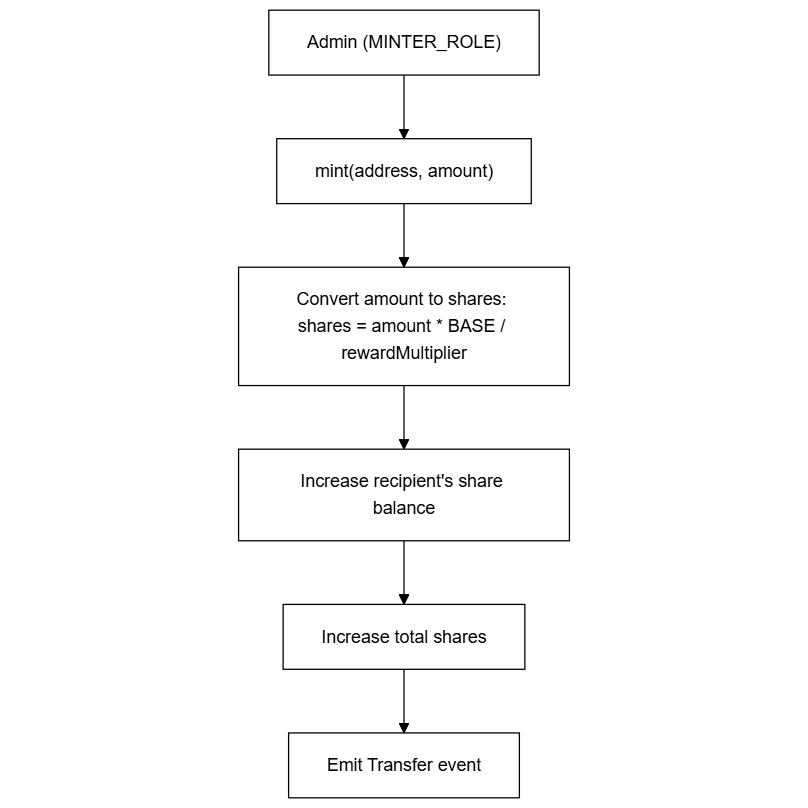 Admin (MINTER_ROLE)
mint(address, amount)
Convert amount to shares:
shares = amount * BASE /
rewardMultiplier
Increase recipient's share
balance
Increase total shares
Emit Transfer event